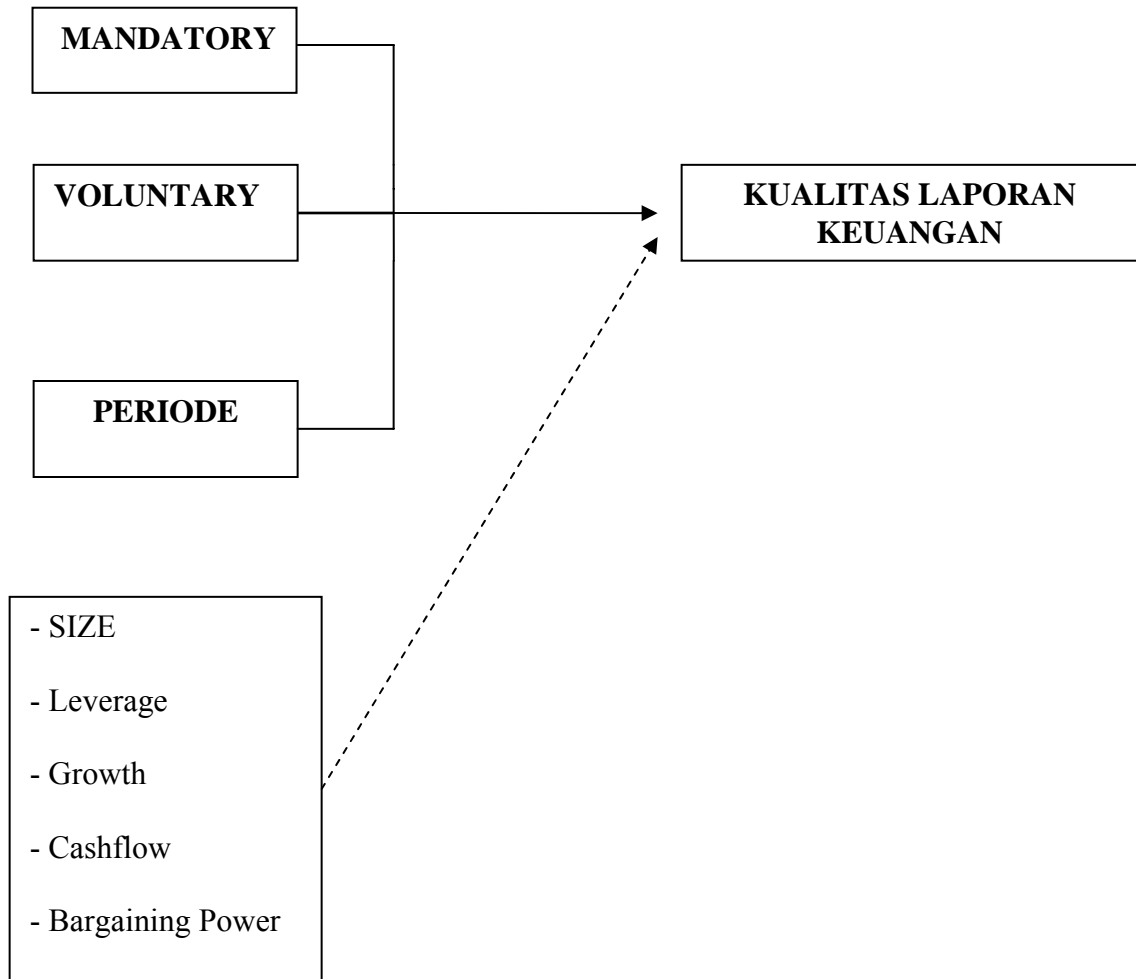 MANDATORY
VOLUNTARY
KUALITAS LAPORAN
KEUANGAN
PERIODE
- SIZE
- Leverage
- Growth
- Cashflow
- Bargaining Power